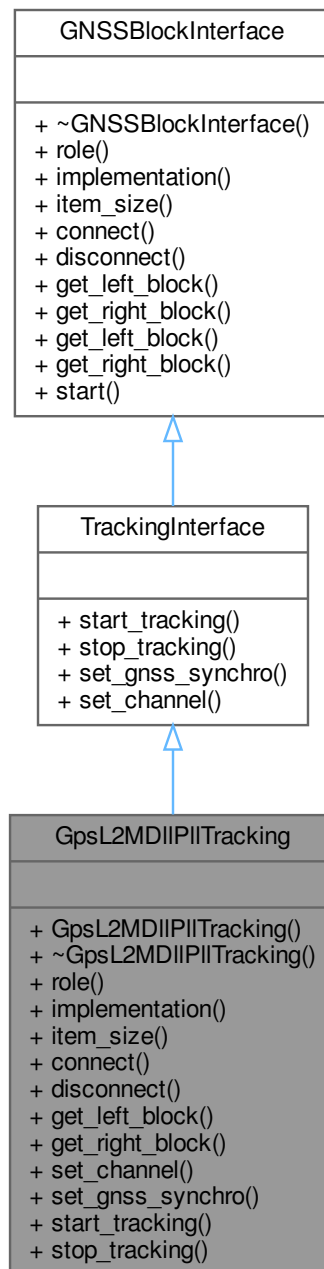 GNSSBlockInterface
+ ~GNSSBlockInterface()
+ role()
+ implementation()
+ item_size()
+ connect()
+ disconnect()
+ get_left_block()
+ get_right_block()
+ get_left_block()
+ get_right_block()
+ start()
TrackingInterface
+ start_tracking()
+ stop_tracking()
+ set_gnss_synchro()
+ set_channel()
GpsL2MDllPllTracking
+ GpsL2MDllPllTracking()
+ ~GpsL2MDllPllTracking()
+ role()
+ implementation()
+ item_size()
+ connect()
+ disconnect()
+ get_left_block()
+ get_right_block()
+ set_channel()
+ set_gnss_synchro()
+ start_tracking()
+ stop_tracking()